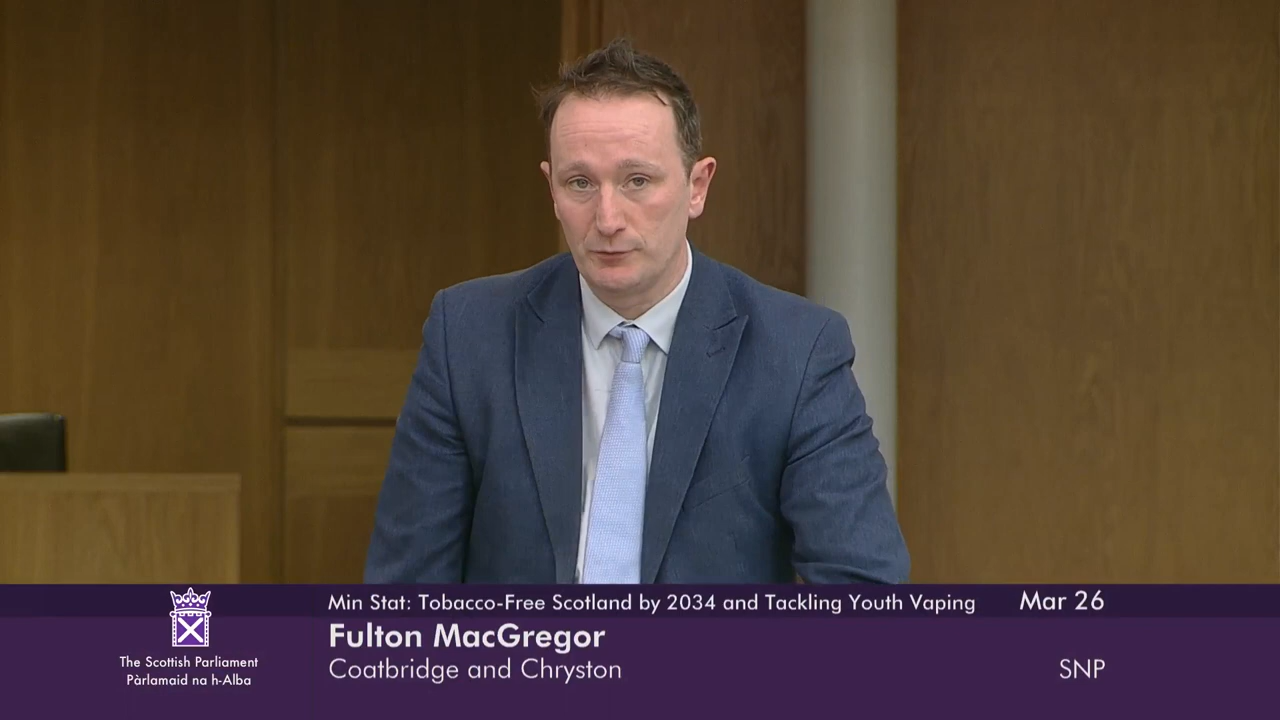 Min Stat: Tobacco-Free Scotland by 2034 and Tackling Youth Vaping Mar 26
Fulton MacGregor
Coatbridge and Chryston SNP
The Scottish Parliament
Pàrlamaid na h-Alba